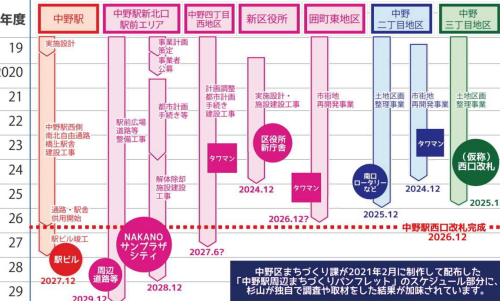 年度
中野駅
中野駅新北口
駅前エリア
中野四丁目
西地区
新区役所
囲町東地区
中野
二丁目地区
中野
三丁目地区
19
2020
21
22
23
24
25
26
27
28
29
実施設計
中野駅西側
南北自由通路・
橋上駅舎
建設工事
通路・駅舎
供用開始
駅ビル竣工
駅ビル
2027.12
駅前広場
道路等
整備工事
周辺
道路等
2029.12
事業計画
策定
事業者
公募
都市計画
手続き等
解体除却
施設建設
工事
NAKANO
サンプラザ
シティ
2028.12
計画調整
都市計画
手続き
建設工事
タワマン
2027.6?
実施設計・
施設建設工事
区役所
新庁舎
2024.12
市街地
再開発事業
タワマン
2026.12?
土地区画
整理事業
南口
ロータリー
など
2025.12
市街地
再開発事業
タワマン
2024.12
土地区画
整理事業
(仮称)
西口改札
2025.1
中野駅西口改札完成
2026.12
中野区まちづくり課が2021年2月に制作して配布した
「中野駅周辺まちづくりパンフレット」のスケジュール部分に
杉山が独自で調査や取材をした結果が加味されています。